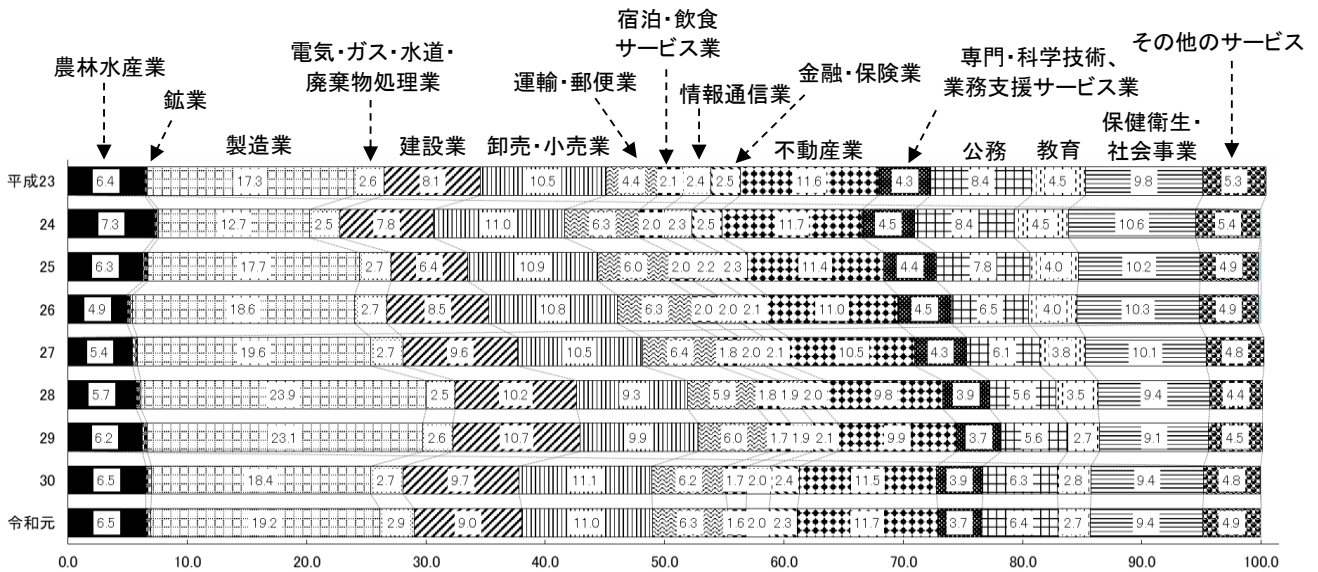 宿泊・飲食
サービス業
電気・ガス・水道・
廃棄物処理業
専門・科学技術、
業務支援サービス業
その他のサービス
農林水産業
鉱業
運輸・郵便業
情報通信業
金融・保険業
製造業
建設業
卸売・小売業
不動産業
公務
教育
保健衛生・
社会事業
平成23 6.4 17.3 2.6 8.1 10.5 4.4 2.1 2.4 2.5 11.6 4.3 8.4 4.5 9.8 5.3
24 7.3 12.7 2.5 7.8 11.0 6.3 2.0 2.3 2.5 11.7 4.5 8.4 4.5 10.6 5.4
25 6.3 17.7 2.7 6.4 10.9 6.0 2.0 2.2 2.3 11.4 4.4 7.8 4.0 10.2 4.9
26 4.9 18.6 2.7 8.5 10.8 6.3 2.0 2.0 2.1 11.0 4.5 6.5 4.0 10.3 4.9
27 5.4 19.6 2.7 9.6 10.5 6.4 1.8 2.0 2.1 10.5 4.3 6.1 3.8 10.1 4.8
28 5.7 23.9 2.5 10.2 9.3 5.9 1.8 1.9 2.0 9.8 3.9 5.6 3.5 9.4 4.4
29 6.2 23.1 2.6 10.7 9.9 6.0 1.7 1.9 2.1 9.9 3.7 5.6 2.7 9.1 4.5
30 6.5 18.4 2.7 9.7 11.1 6.2 1.7 2.0 2.4 11.5 3.9 6.3 2.8 9.4 4.8
令和元 6.5 19.2 2.9 9.0 11.0 6.3 1.6 2.0 2.3 11.7 3.7 6.4 2.7 9.4 4.9
0.0 10.0 20.0 30.0 40.0 50.0 60.0 70.0 80.0 90.0 100.0